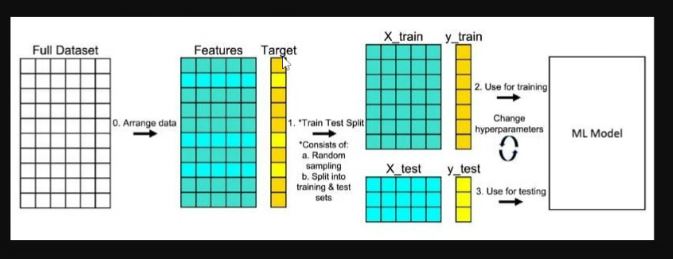 Full Dataset
Features
Target
X_train
y_train
0. Arrange data
1. *Train Test Split
*Consists of:
a. Random
sampling
b. Split into
training & test
sets
2. Use for training
Change
hyperparameters
ML Model
X_test
y_test
3. Use for testing